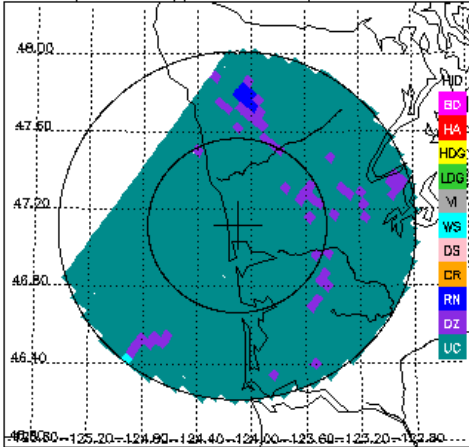 48.00
47.60
47.20
46.80
46.40
HID
BD
HA
HDG
LDG
VI
WS
DS
CR
RN
DZ
UC
-125.20-124.80-124.40-124.00-123.60-123.20-122.80